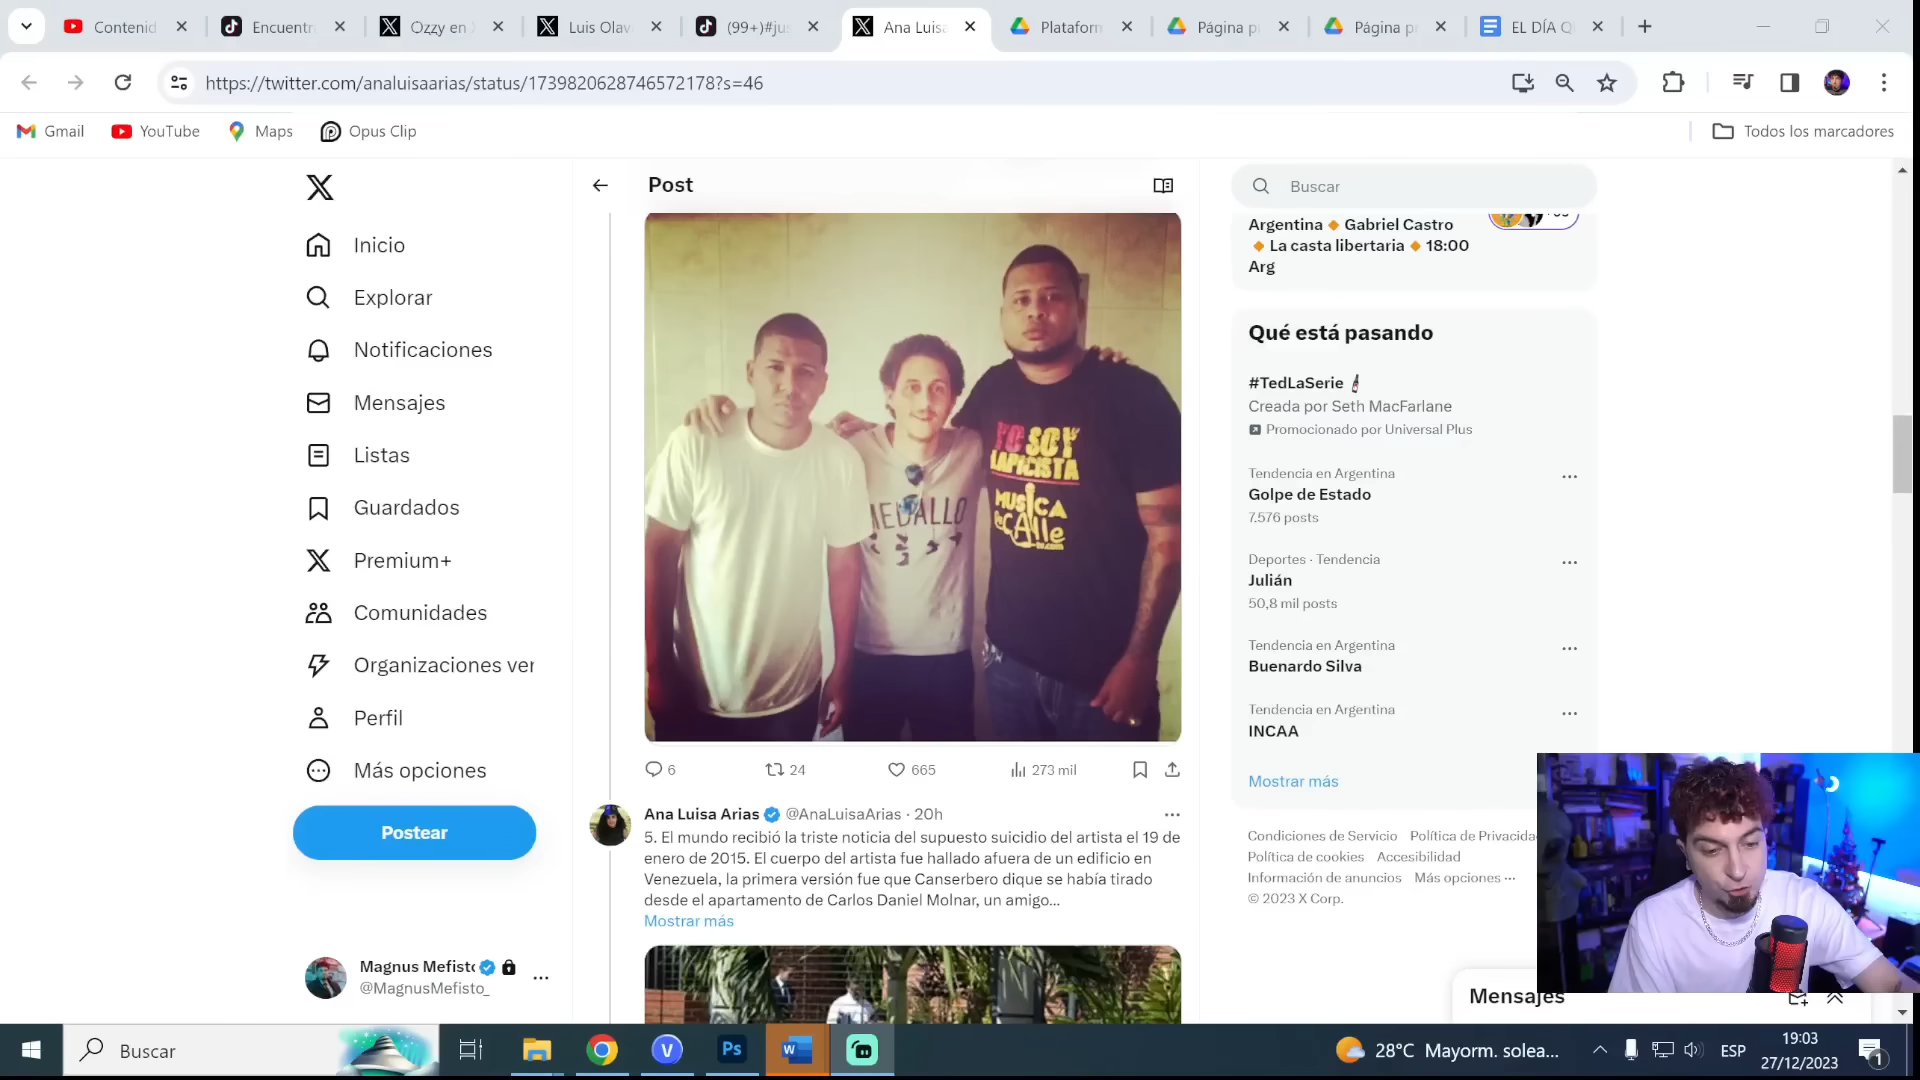 Contenid
Encuentr
Ozzy en
Luis Olav
(99+)#jus
Ana Luisa
Plataform
Página p
Página p
EL DÍA Q
https://twitter.com/analuisaarias/status/1739820628746572178?s=46
Gmail
YouTube
Maps
Opus Clip
Todos los marcadores
Inicio
Explorar
Notificaciones
Mensajes
Listas
Guardados
Premium+
Comunidades
Organizaciones ver
Perfil
Más opciones
Postear
Magnus Mefisto
@MagnusMefisto_
Post
YO SOY
LAPICISTA
MUSICA
de CAlle
MEDALLO
6
24
665
273 mil
Ana Luisa Arias @AnaLuisaArias · 20h
5. El mundo recibió la triste noticia del supuesto suicidio del artista el 19 de
enero de 2015. El cuerpo del artista fue hallado afuera de un edificio en
Venezuela, la primera versión fue que Canserbero dique se había tirado
desde el apartamento de Carlos Daniel Molnar, un amigo...
Mostrar más
Buscar
Argentina 🔸 Gabriel Castro
🔸 La casta libertaria 🔸 18:00
Arg
Qué está pasando
#TedLaSerie
Creada por Seth MacFarlane
Promocionado por Universal Plus
Tendencia en Argentina
Golpe de Estado
7.576 posts
Deportes · Tendencia
Julián
50,8 mil posts
Tendencia en Argentina
Buenardo Silva
Tendencia en Argentina
INCAA
Mostrar más
Condiciones de Servicio Política de Privacidad
Política de cookies Accesibilidad
Información de anuncios Más opciones ···
© 2023 X Corp.
Mensajes
Buscar
Ps
28°C Mayorm. solea...
ESP
19:03
27/12/2023
1